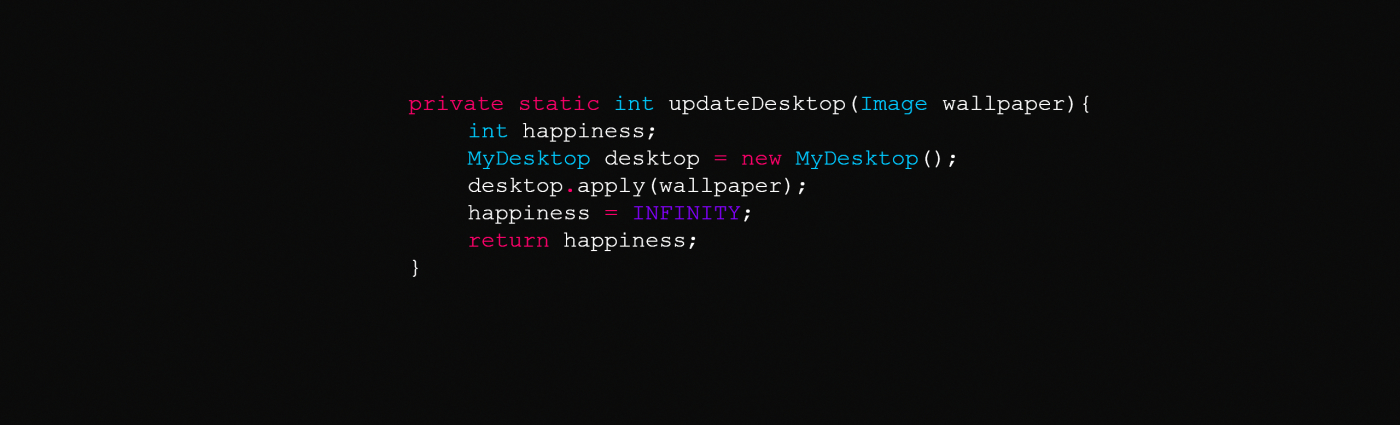 private static int updateDesktop(Image wallpaper){
int happiness;
MyDesktop desktop = new MyDesktop();
desktop.apply(wallpaper);
happiness = INFINITY;
return happiness;
}